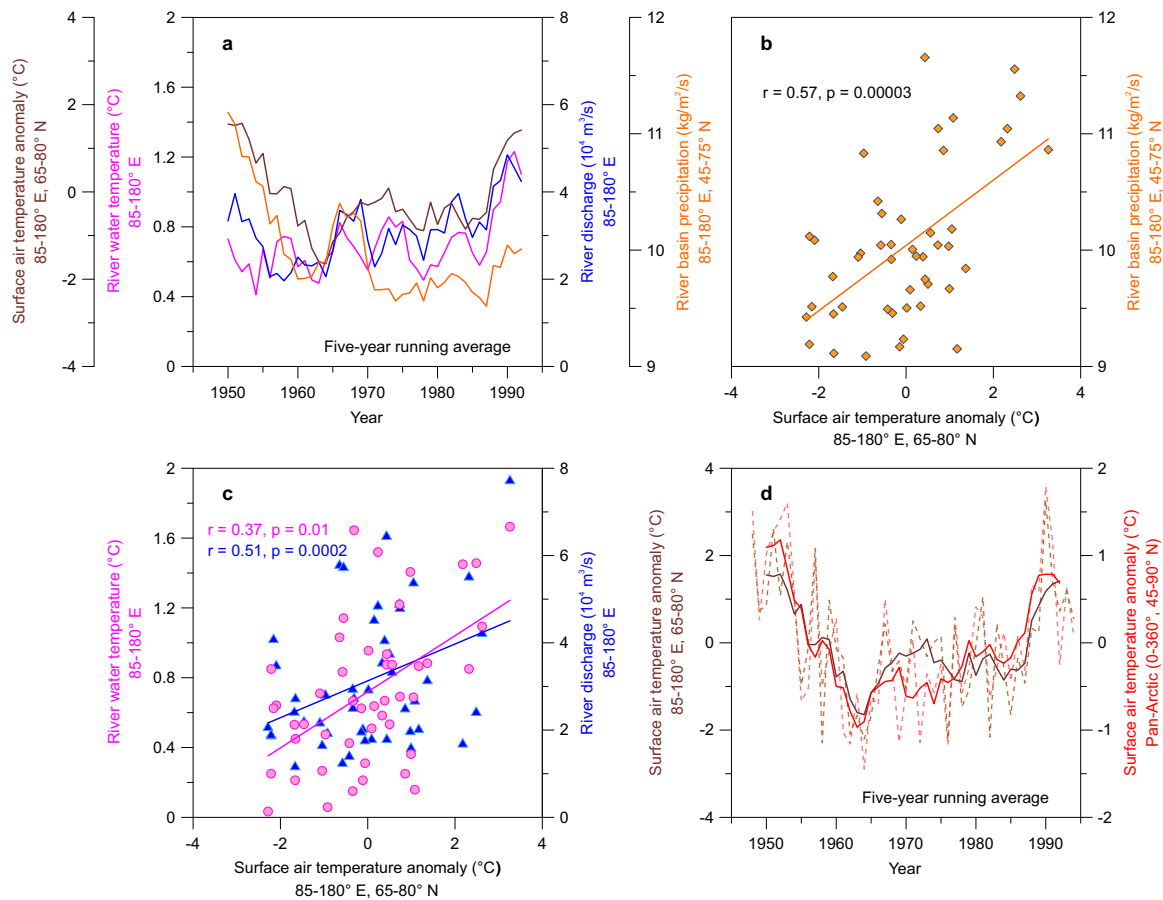 a
4
2
0
-2
-4
Surface air temperature anomaly (°C)
85-180° E, 65-80° N
2
1.6
1.2
0.8
0.4
0
River water temperature (°C)
85-180° E
8
6
4
2
0
River discharge (10⁴ m³/s)
85-180° E
12
11
10
9
River basin precipitation (kg/m²/s)
85-180° E, 45-75° N
Five-year running average
1950 1960 1970 1980 1990
Year
b
r = 0.57, p = 0.00003
12
11
10
9
River basin precipitation (kg/m²/s)
85-180° E, 45-75° N
-4 -2 0 2 4
Surface air temperature anomaly (°C)
85-180° E, 65-80° N
c
r = 0.37, p = 0.01
r = 0.51, p = 0.0002
2
1.6
1.2
0.8
0.4
0
River water temperature (°C)
85-180° E
8
6
4
2
0
River discharge (10⁴ m³/s)
85-180° E
-4 -2 0 2 4
Surface air temperature anomaly (°C)
85-180° E, 65-80° N
d
4
2
0
-2
-4
Surface air temperature anomaly (°C)
85-180° E, 65-80° N
2
1
0
-1
-2
Surface air temperature anomaly (°C)
Pan-Arctic (0-360°, 45-90° N)
Five-year running average
1950 1960 1970 1980 1990
Year